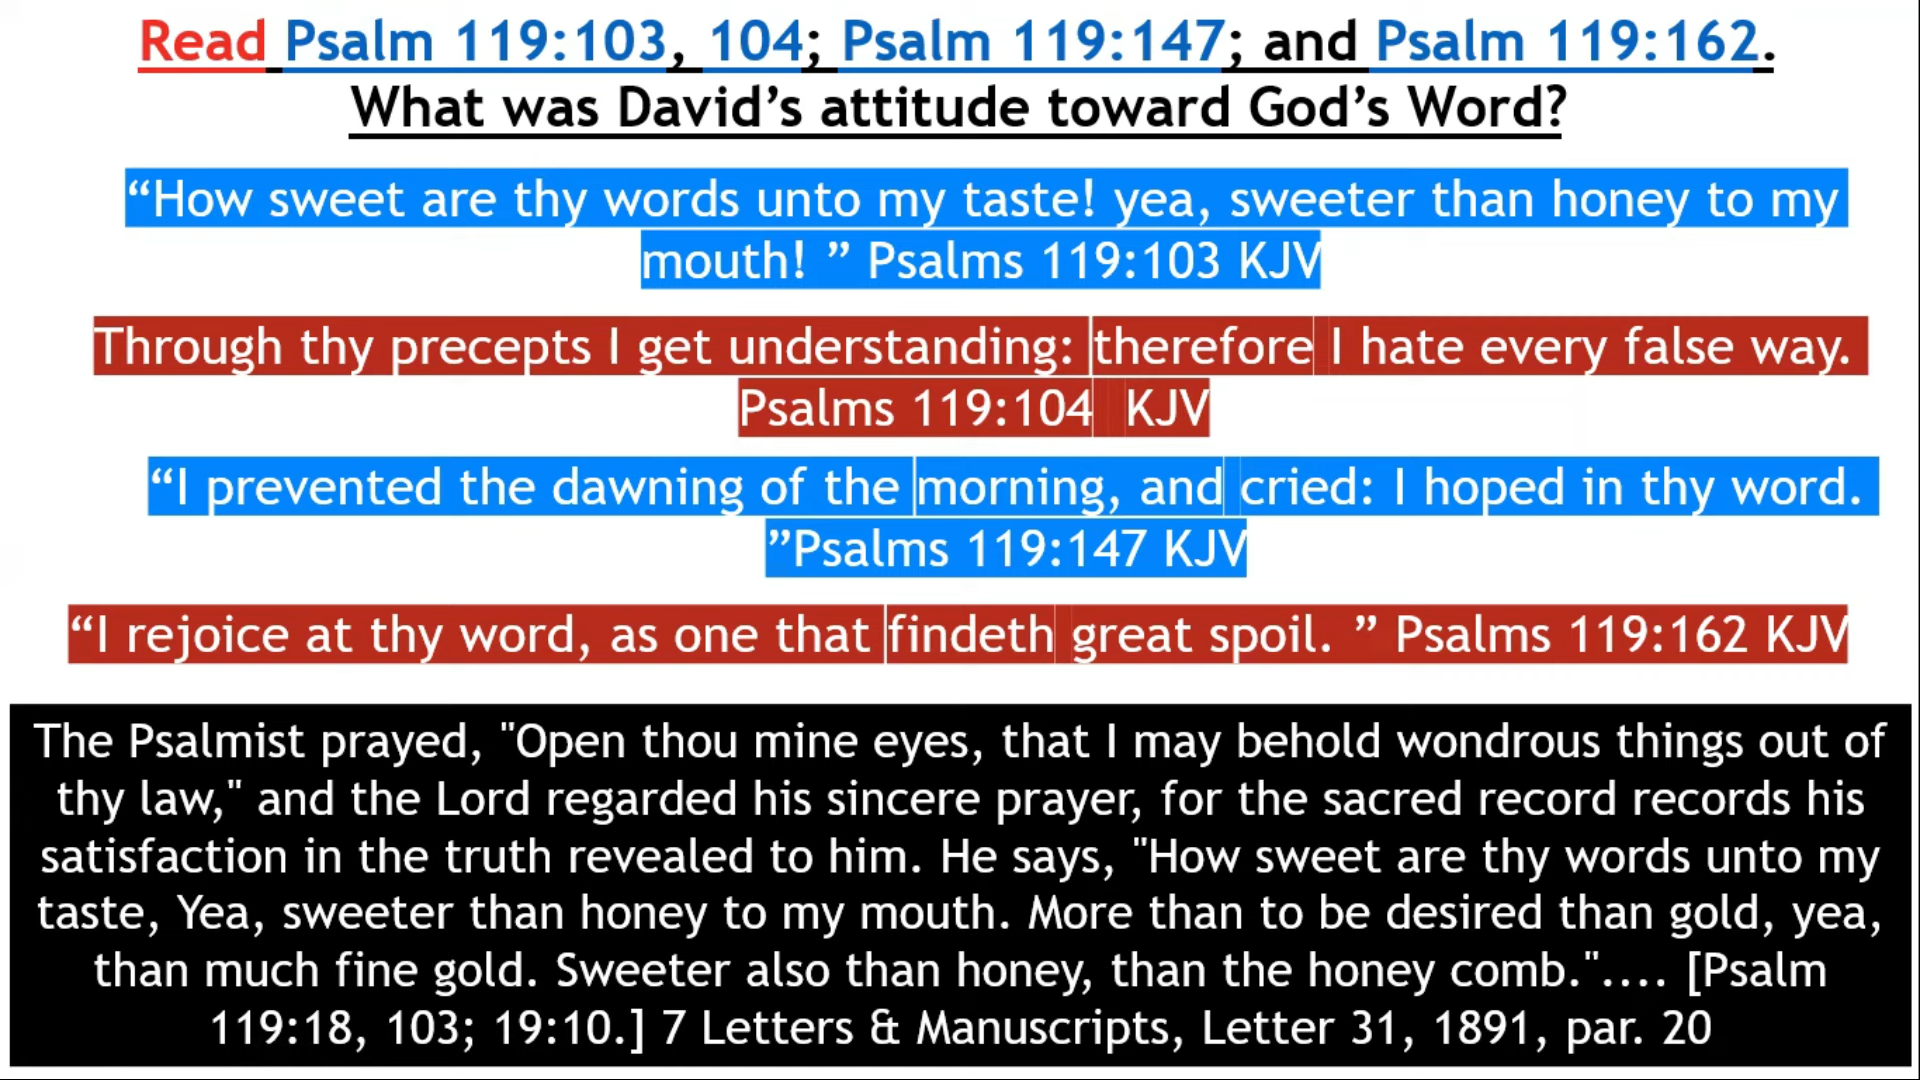 Read Psalm 119:103, 104; Psalm 119:147; and Psalm 119:162.
What was David’s attitude toward God’s Word?
“How sweet are thy words unto my taste! yea, sweeter than honey to my
mouth! ” Psalms 119:103 KJV
Through thy precepts I get understanding: therefore I hate every false way.
Psalms 119:104 KJV
“I prevented the dawning of the morning, and cried: I hoped in thy word.
”Psalms 119:147 KJV
“I rejoice at thy word, as one that findeth great spoil. ” Psalms 119:162 KJV
The Psalmist prayed, "Open thou mine eyes, that I may behold wondrous things out of
thy law," and the Lord regarded his sincere prayer, for the sacred record records his
satisfaction in the truth revealed to him. He says, "How sweet are thy words unto my
taste, Yea, sweeter than honey to my mouth. More than to be desired than gold, yea,
than much fine gold. Sweeter also than honey, than the honey comb.".... [Psalm
119:18, 103; 19:10.] 7 Letters & Manuscripts, Letter 31, 1891, par. 20